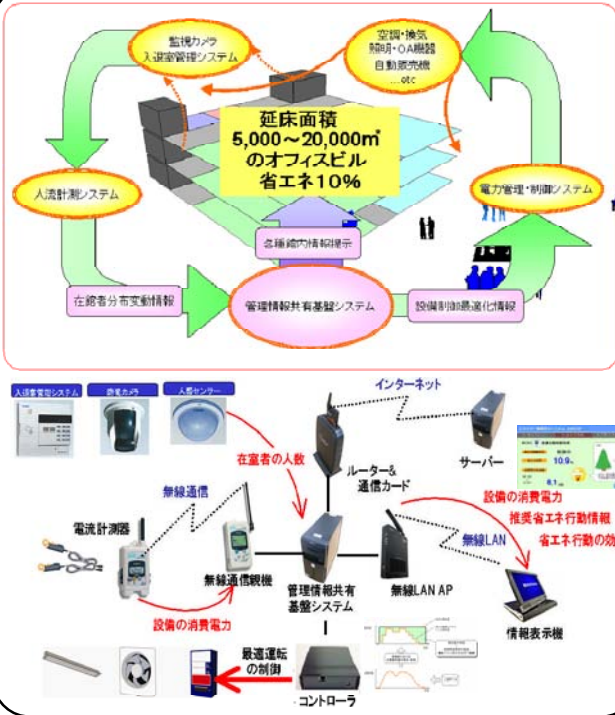 監視カメラ
入退室管理システム
空調・換気
照明・OA機器
自動販売機
....etc
延床面積
5,000～20,000㎡
のオフィスビル
省エネ10%
人流計測システム
電力管理・制御システム
各種館内情報提示
在館者分布変動情報
管理情報共有基盤システム
設備制御最適化情報
入退室管理システム
監視カメラ
人感センサー
インターネット
サーバー
在室者の人数
ルーター&
通信カード
10.9
8.1
無線通信
設備の消費電力
推奨省エネ行動情報
省エネ行動の効
電流計測器
無線LAN
無線通信親機
管理情報共有
基盤システム
無線LAN AP
情報表示機
設備の消費電力
最適運転
の制御
コントローラ